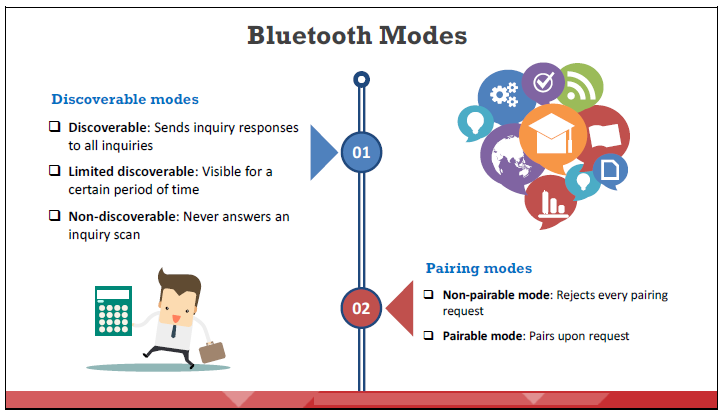 Bluetooth Modes
Discoverable modes
❑ Discoverable: Sends inquiry responses
to all inquiries
❑ Limited discoverable: Visible for a
certain period of time
❑ Non-discoverable: Never answers an
inquiry scan
01
Pairing modes
02
❑ Non-pairable mode: Rejects every pairing
request
❑ Pairable mode: Pairs upon request